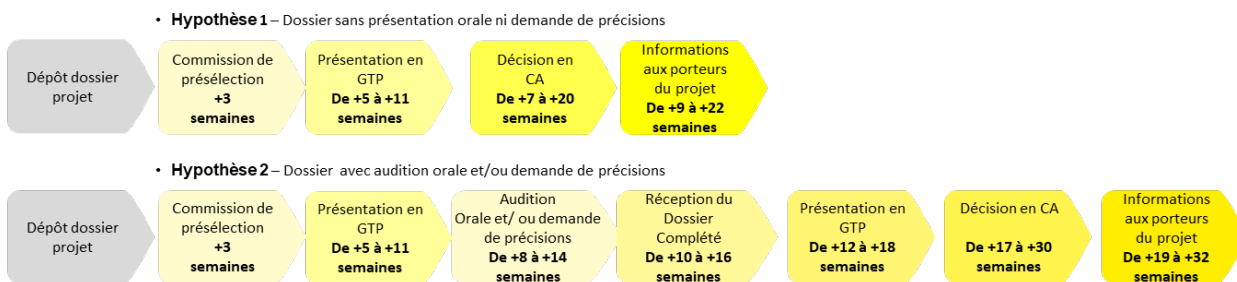 • Hypothèse 1 – Dossier sans présentation orale ni demande de précisions
Dépôt dossier
projet
Commission de
présélection
+3
semaines
Présentation en
GTP
De +5 à +11
semaines
Décision en
CA
De +7 à +20
semaines
Informations
aux porteurs
du projet
De +9 à +22
semaines
• Hypothèse 2 – Dossier avec audition orale et/ou demande de précisions
Dépôt dossier
projet
Commission de
présélection
+3
semaines
Présentation en
GTP
De +5 à +11
semaines
Audition
Orale et/ ou demande
de précisions
De +8 à +14
semaines
Réception du
Dossier
Complété
De +10 à +16
semaines
Présentation en
GTP
De +12 à +18
semaines
Décision en CA
De +17 à +30
semaines
Informations
aux porteurs
du projet
De +19 à +32
semaines